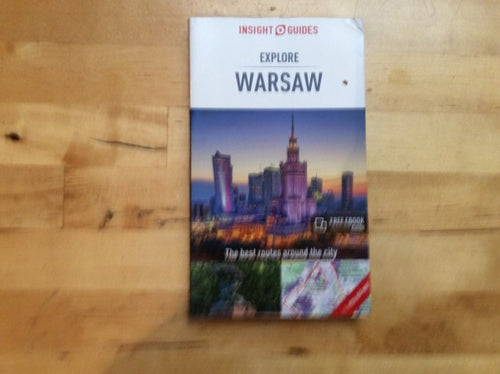 INSIGHT GUIDES
EXPLORE
WARSAW
FREE EBOOK
The best routes around the city